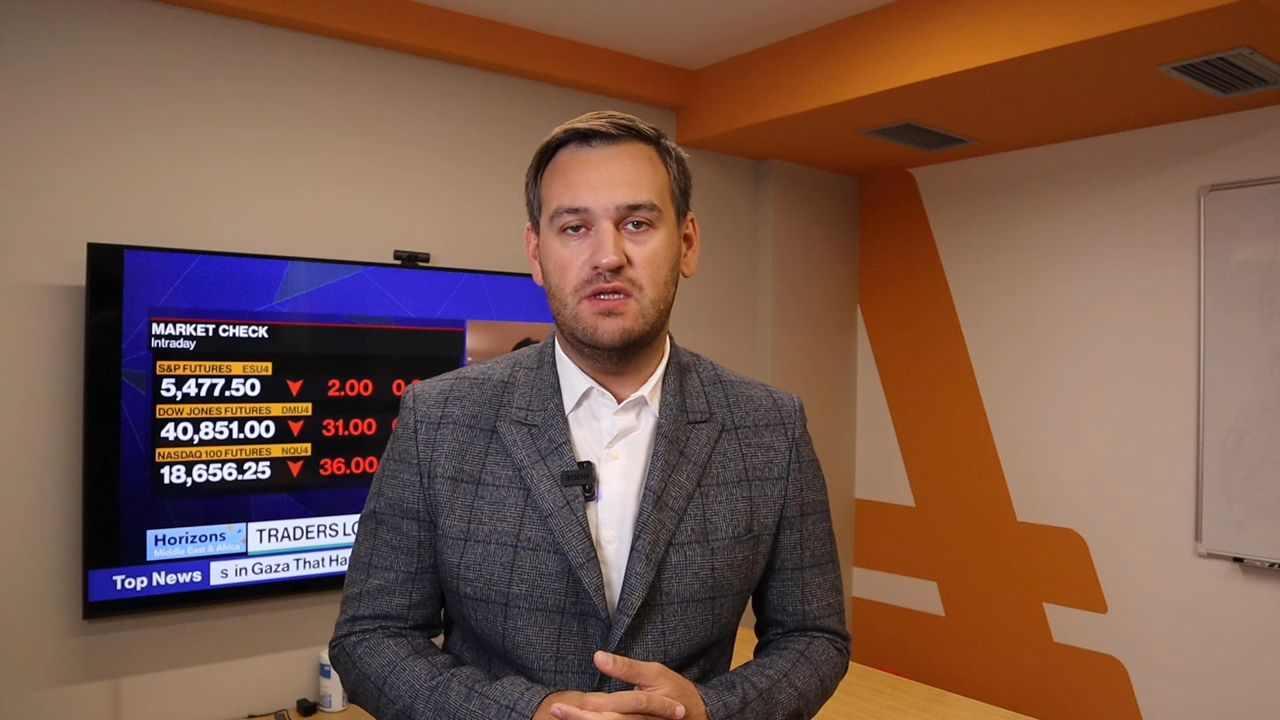 MARKET CHECK
Intraday
S&P FUTURES ESU4
5,477.50 2.00
DOW JONES FUTURES DMU4
40,851.00 31.00
NASDAQ 100 FUTURES NQU4
18,656.25 36.00
Horizons
Middle East & Africa
TRADERS
Top News
s in Gaza That